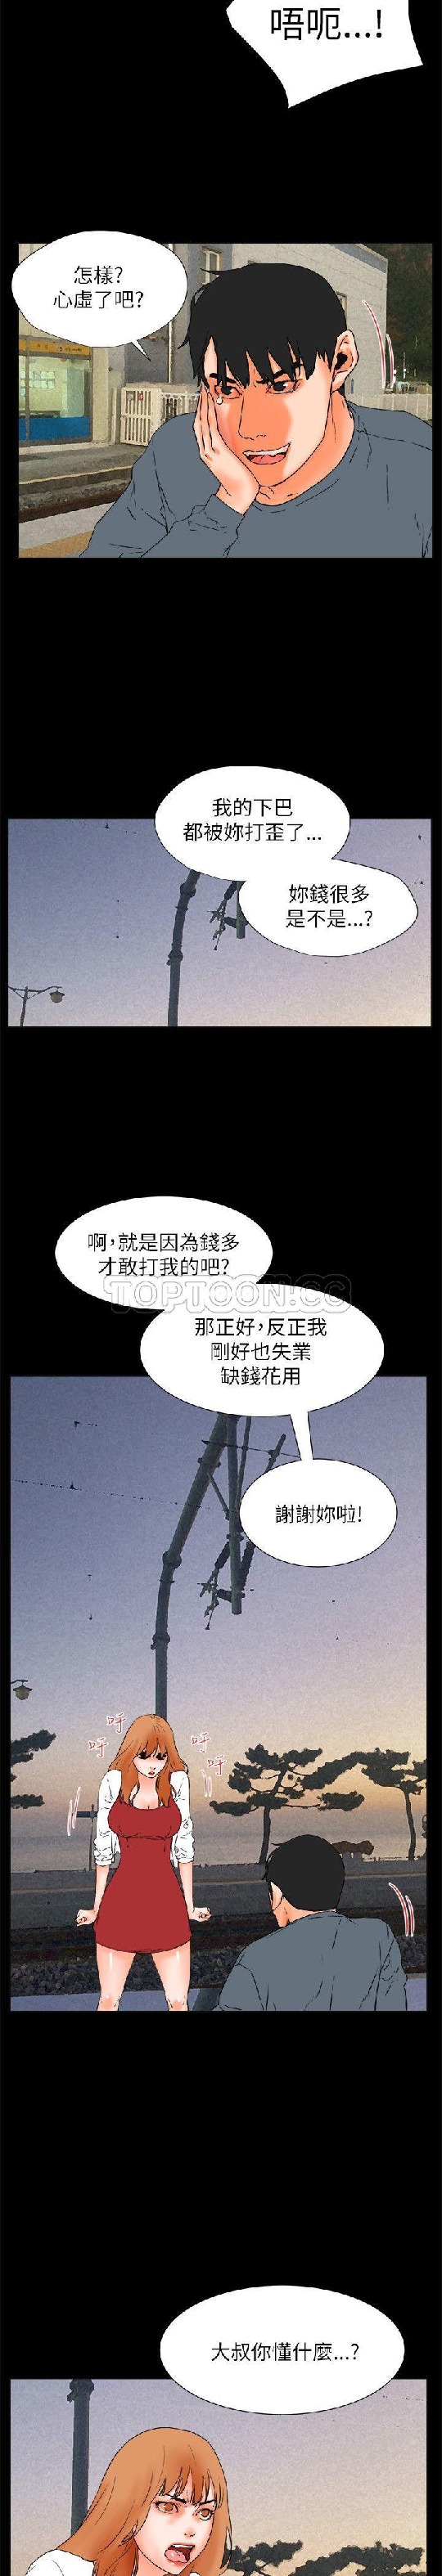 唔呃...!
怎樣?
心虛了吧?
我的下巴
都被妳打歪了...
妳錢很多
是不是...?
啊,就是因為錢多
才敢打我的吧?
TOPTOON.CC
那正好,反正我
剛好也失業
缺錢花用
謝謝妳啦!
呼
呼
呼
呼
大叔你懂什麼...?